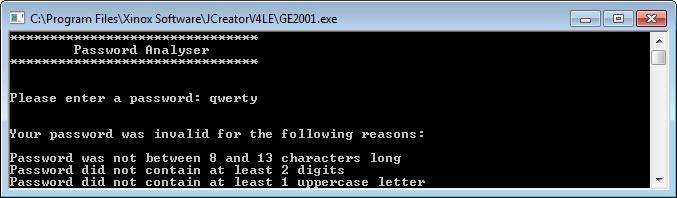 C:\Program Files\Xinox Software\JCreatorV4LE\GE2001.exe
*******************************
Password Analyser
*******************************
Please enter a password: qwerty
Your password was invalid for the following reasons:
Password was not between 8 and 13 characters long
Password did not contain at least 2 digits
Password did not contain at least 1 uppercase letter